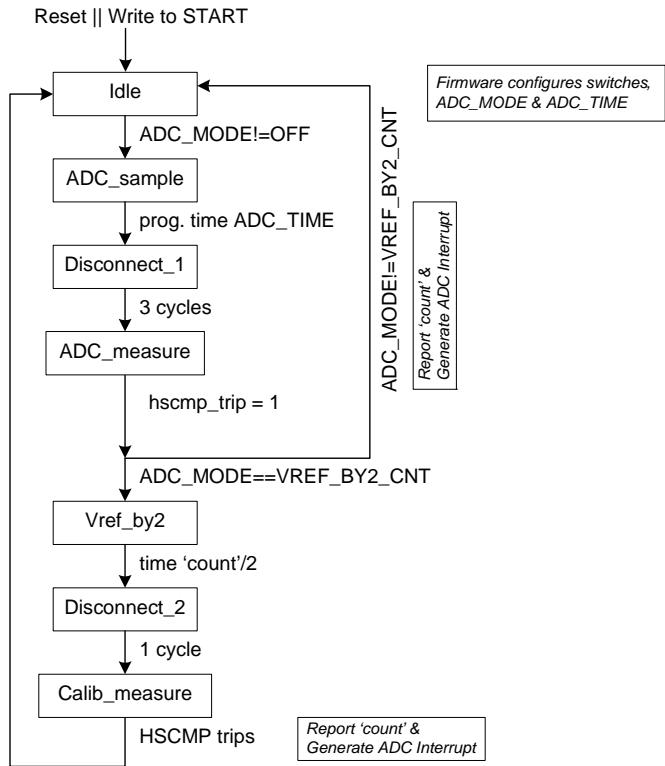 Reset || Write to START
Idle
Firmware configures switches,
ADC_MODE & ADC_TIME
ADC_MODE!=OFF
ADC_sample
prog. time ADC_TIME
Disconnect_1
3 cycles
ADC_measure
hscmp_trip = 1
ADC_MODE!=VREF_BY2_CNT
Report ‘count’ &
Generate ADC Interrupt
ADC_MODE==VREF_BY2_CNT
Vref_by2
time ‘count’/2
Disconnect_2
1 cycle
Calib_measure
HSCMP trips
Report ‘count’ &
Generate ADC Interrupt